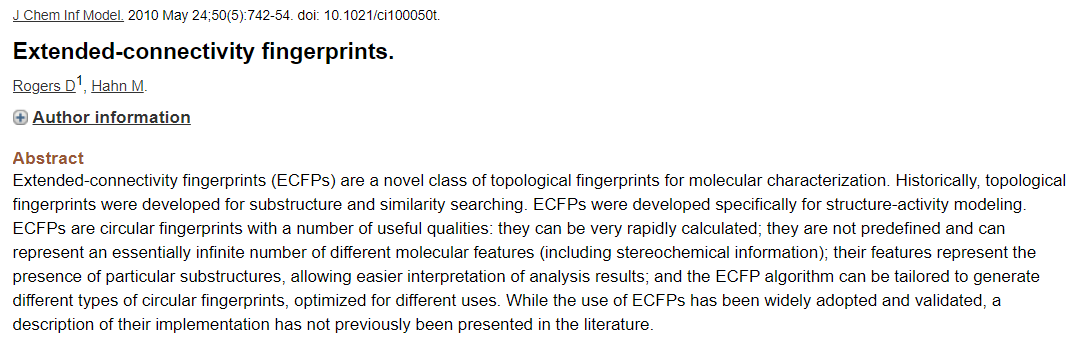 J Chem Inf Model. 2010 May 24;50(5):742-54. doi: 10.1021/ci100050t.
Extended-connectivity fingerprints.
Rogers D1, Hahn M.
Author information
Abstract
Extended-connectivity fingerprints (ECFPs) are a novel class of topological fingerprints for molecular characterization. Historically, topological
fingerprints were developed for substructure and similarity searching. ECFPs were developed specifically for structure-activity modeling.
ECFPs are circular fingerprints with a number of useful qualities: they can be very rapidly calculated; they are not predefined and can
represent an essentially infinite number of different molecular features (including stereochemical information); their features represent the
presence of particular substructures, allowing easier interpretation of analysis results; and the ECFP algorithm can be tailored to generate
different types of circular fingerprints, optimized for different uses. While the use of ECFPs has been widely adopted and validated, a
description of their implementation has not previously been presented in the literature.